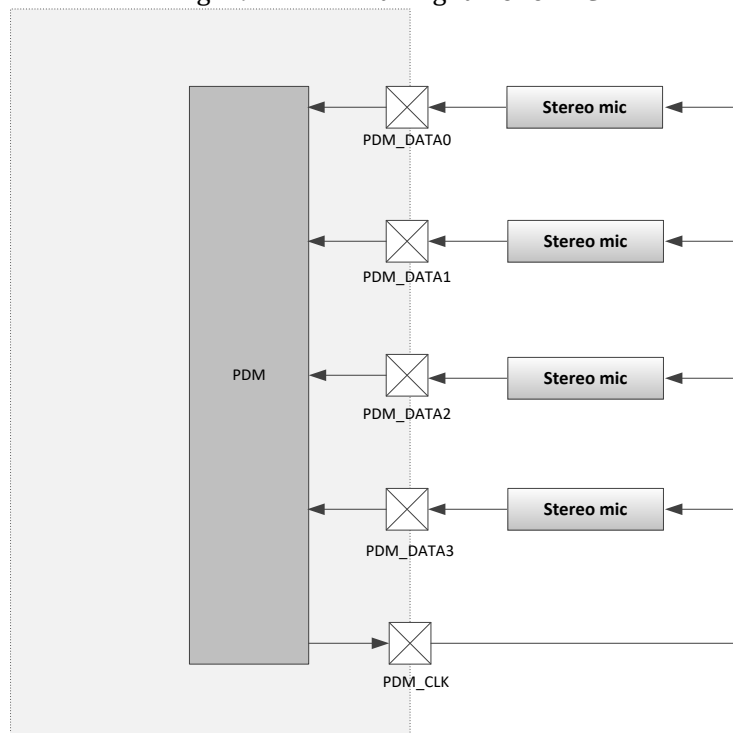 Stereo mic
PDM_DATA0
Stereo mic
PDM_DATA1
PDM
Stereo mic
PDM_DATA2
Stereo mic
PDM_DATA3
PDM_CLK